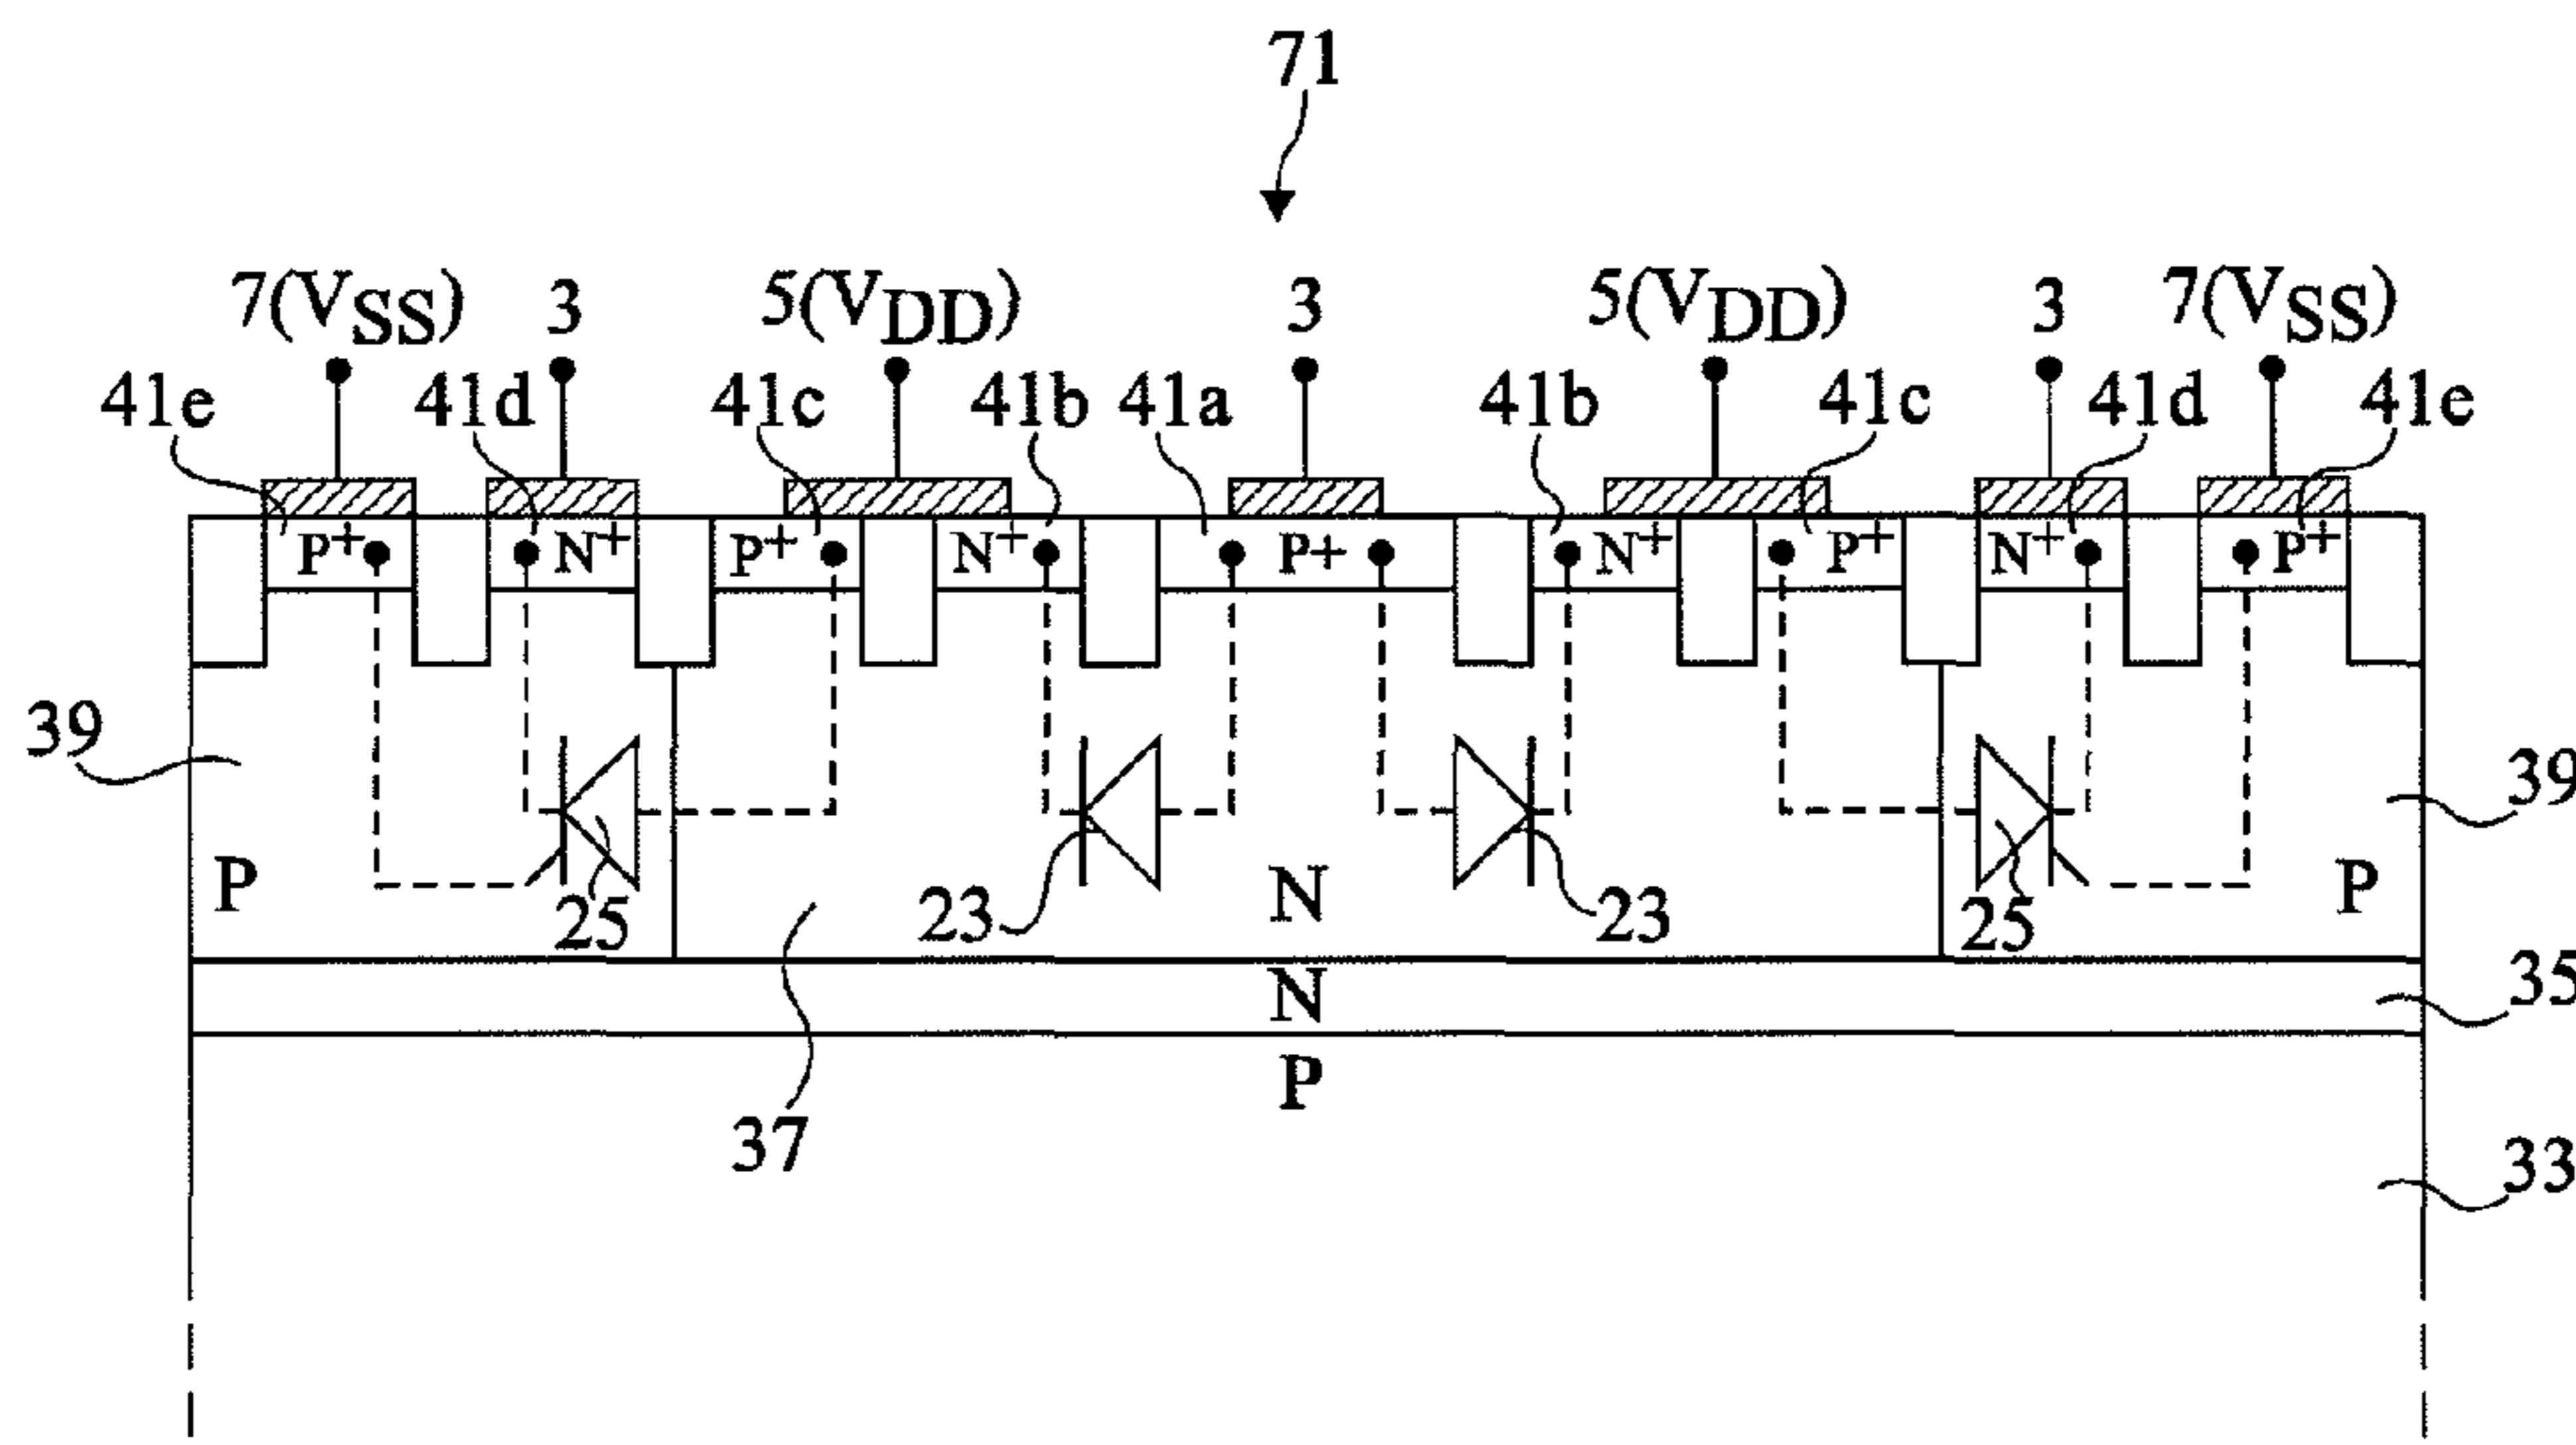 71
7(VSS) 3 5(VDD) 3 5(VDD) 3 7(VSS)
41e 41d 41c 41b 41a 41b 41c 41d 41e
P+ N+ P+ N+ P+ N+ P+ N+ P+
39 39
P 25 23 N 23 25 P
N 35
P
37 33